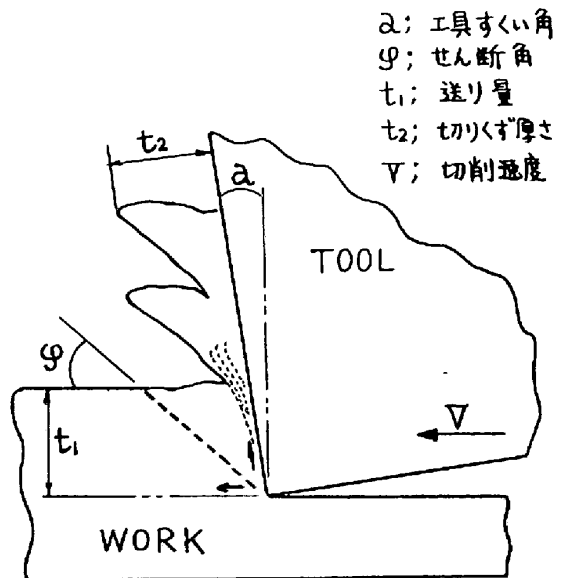 a; 工具すくい角
φ; せん断角
t₁; 送り量
t₂; 切りくず厚さ
V; 切削速度
t₂
a
TOOL
φ
V
t₁
WORK